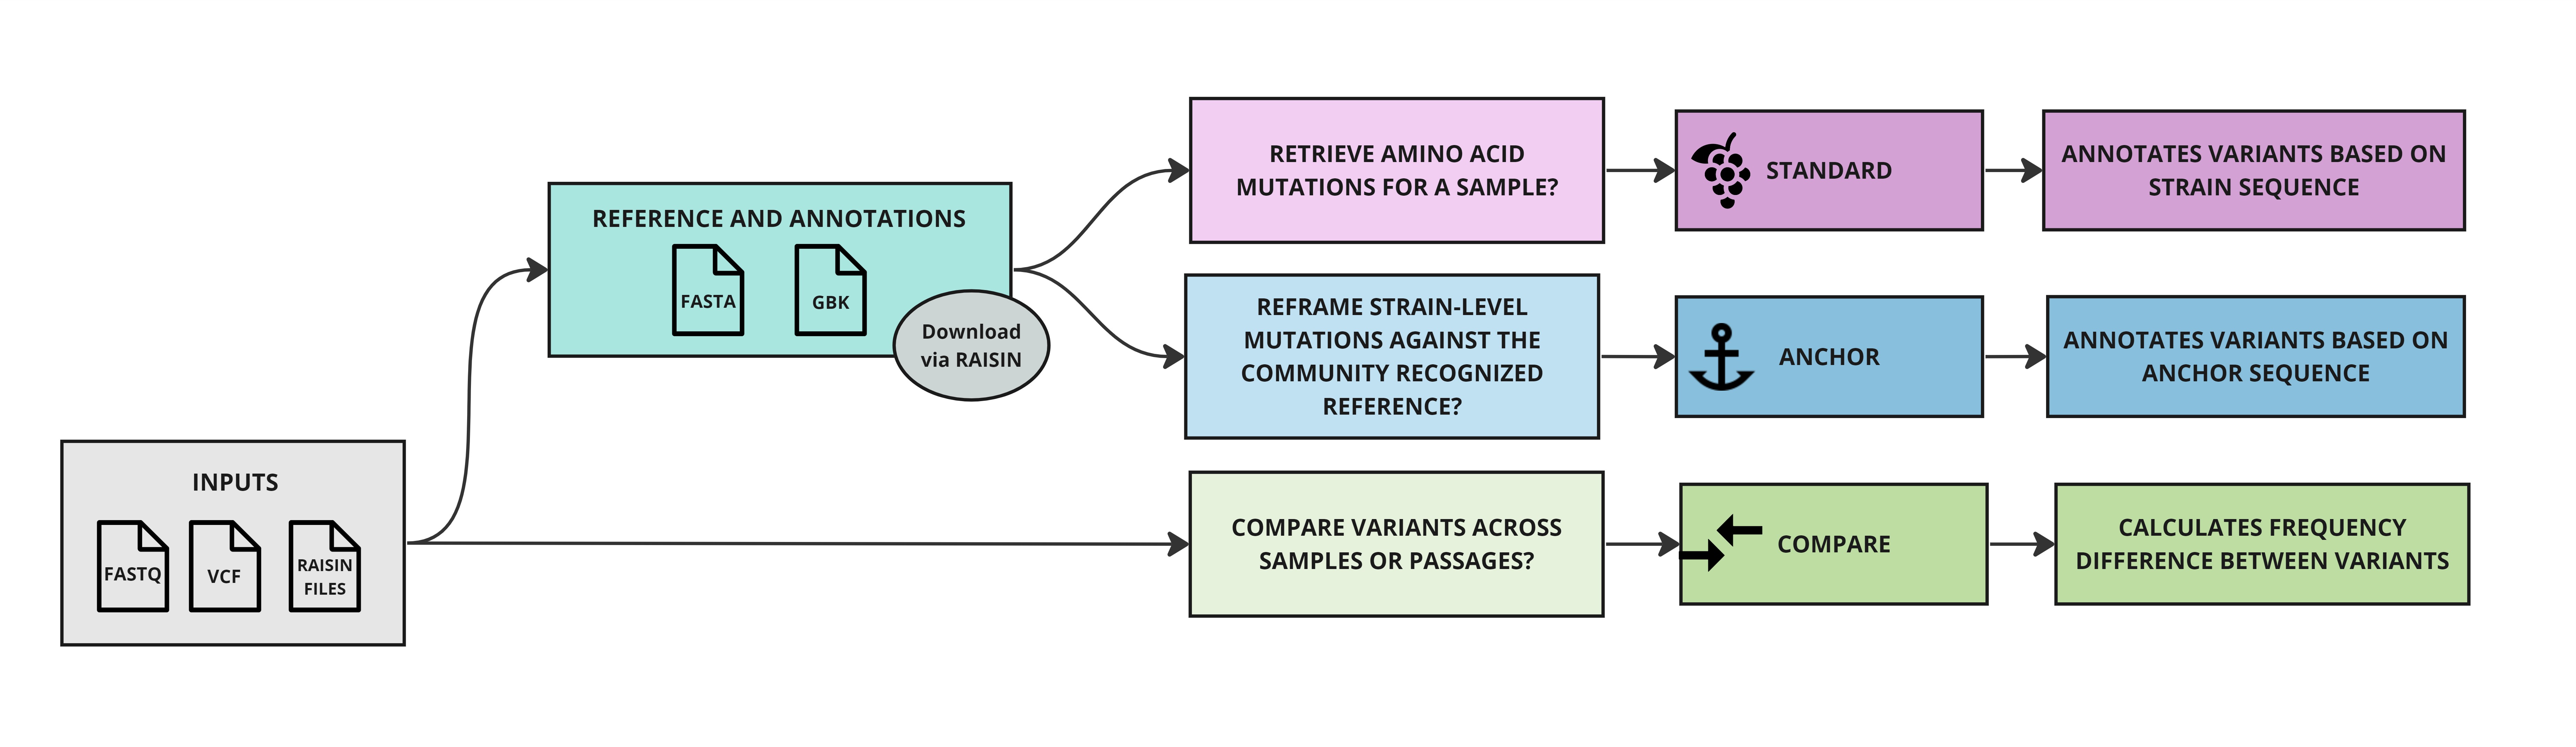 INPUTS
FASTQ
VCF
RAISIN
FILES
REFERENCE AND ANNOTATIONS
FASTA
GBK
Download
via RAISIN
RETRIEVE AMINO ACID
MUTATIONS FOR A SAMPLE?
STANDARD
ANNOTATES VARIANTS BASED ON
STRAIN SEQUENCE
REFRAME STRAIN-LEVEL
MUTATIONS AGAINST THE
COMMUNITY RECOGNIZED
REFERENCE?
ANCHOR
ANNOTATES VARIANTS BASED ON
ANCHOR SEQUENCE
COMPARE VARIANTS ACROSS
SAMPLES OR PASSAGES?
COMPARE
CALCULATES FREQUENCY
DIFFERENCE BETWEEN VARIANTS